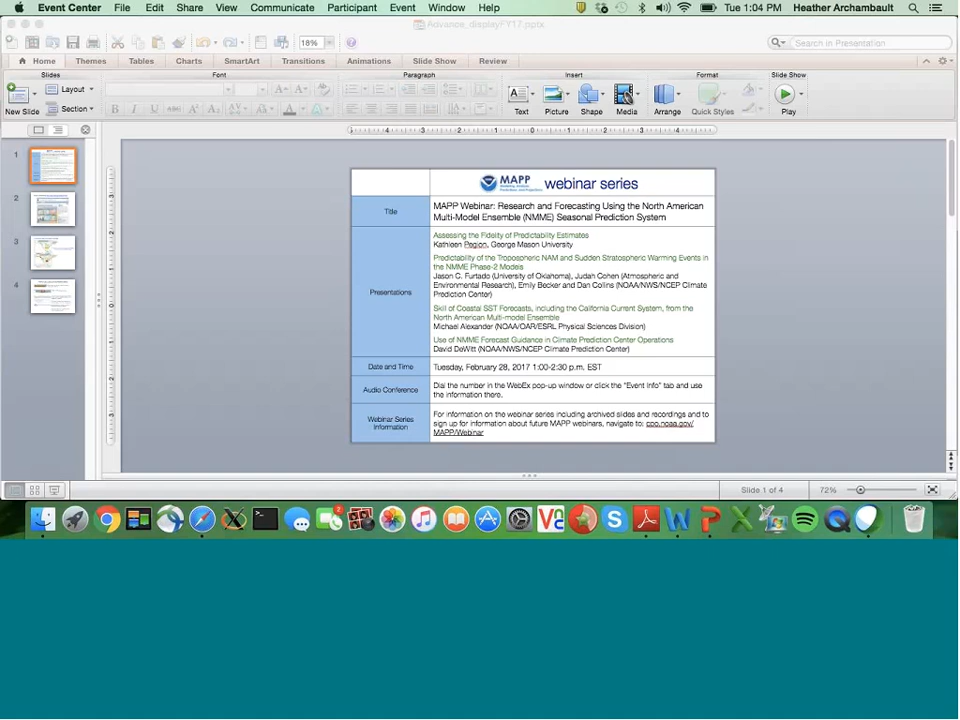 Event Center File Edit Share View Communicate Participant Event Window Help Tue 1:04 PM Heather Archambault
Advance_displayFY17.pptx
18% Search in Presentation
Home Themes Tables Charts SmartArt Transitions Animations Slide Show Review
Slides Font Paragraph Insert Format Slide Show
Layout
Section
New Slide Text Picture Shape Media Arrange Quick Styles Play
1
2
3
4
MAPP webinar series
Title
MAPP Webinar: Research and Forecasting Using the North American
Multi-Model Ensemble (NMME) Seasonal Prediction System
Presentations
Assessing the Fidelity of Predictability Estimates
Kathleen Pegion, George Mason University
Predictability of the Tropospheric NAM and Sudden Stratospheric Warming Events in
the NMME Phase-2 Models
Jason C. Furtado (University of Oklahoma), Judah Cohen (Atmospheric and
Environmental Research), Emily Becker and Dan Collins (NOAA/NWS/NCEP Climate
Prediction Center)
Skill of Coastal SST Forecasts, including the California Current System, from the
North American Multi-model Ensemble
Michael Alexander (NOAA/OAR/ESRL Physical Sciences Division)
Use of NMME Forecast Guidance in Climate Prediction Center Operations
David DeWitt (NOAA/NWS/NCEP Climate Prediction Center)
Date and Time
Tuesday, February 28, 2017 1:00-2:30 p.m. EST
Audio Conference
Dial the number in the WebEx pop-up window or click the "Event Info" tab and use
the information there.
Webinar Series
Information
For information on the webinar series including archived slides and recordings and to
sign up for information about future MAPP webinars, navigate to: cpo.noaa.gov/
MAPP/Webinar
Slide 1 of 4 72%